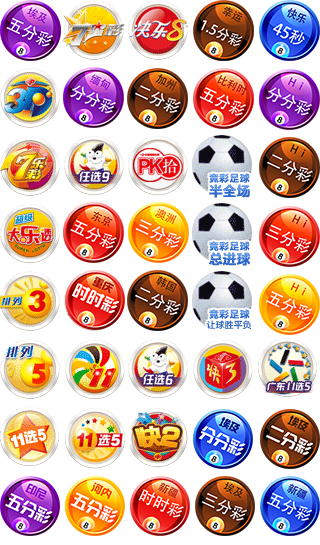 埃及
五分彩
8
七星彩
快乐8
幸运
1.5分彩
8
快乐
45秒
8
3D
缅甸
分分彩
8
加州
二分彩
8
比利时
五分彩
8
Hi
分分彩
8
7乐彩
任选9
PK拾
竞彩足球
半全场
Hi
二分彩
8
超级
大乐透
东京
五分彩
8
澳洲
三分彩
8
竞彩足球
总进球
Hi
三分彩
8
排列
3
重庆
时时彩
8
韩国
二分彩
8
竞彩足球
让球胜平负
Hi
五分彩
8
排列
5
任选6
快3
广东11选5
11选5
11选5
快2
埃及
分分彩
8
埃及
二分彩
8
印尼
五分彩
8
河内
五分彩
8
新疆
时时彩
8
埃及
三分彩
8
新疆
五分彩
8